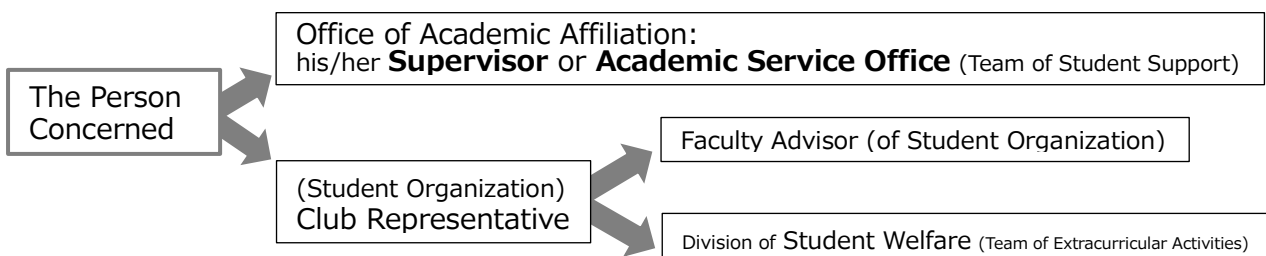 Office of Academic Affiliation:
his/her Supervisor or Academic Service Office (Team of Student Support)
The Person
Concerned
Faculty Advisor (of Student Organization)
(Student Organization)
Club Representative
Division of Student Welfare (Team of Extracurricular Activities)